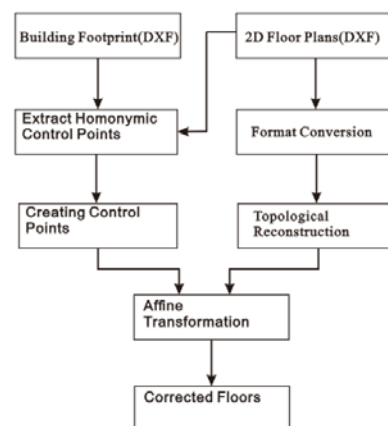 Building Footprint(DXF)
2D Floor Plans(DXF)
Extract Homonymic
Control Points
Format Conversion
Creating Control
Points
Topological
Reconstruction
Affine
Transformation
Corrected Floors